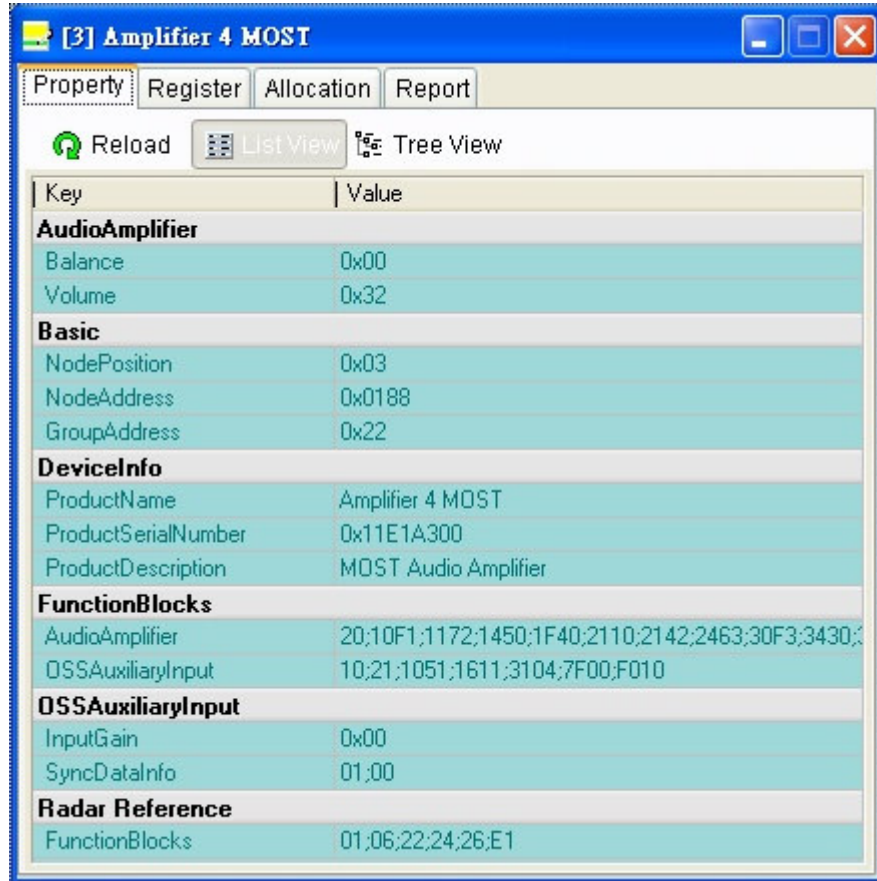 [3] Amplifier 4 MOST
Property Register Allocation Report
Reload List View Tree View
Key Value
AudioAmplifier
Balance 0x00
Volume 0x32
Basic
NodePosition 0x03
NodeAddress 0x0188
GroupAddress 0x22
DeviceInfo
ProductName Amplifier 4 MOST
ProductSerialNumber 0x11E1A300
ProductDescription MOST Audio Amplifier
FunctionBlocks
AudioAmplifier 20;10F1;1172;1450;1F40;2110;2142;2463;30F3;3430;
OSSAuxiliaryInput 10;21;1051;1611;3104;7F00;F010
OSSAuxiliaryInput
InputGain 0x00
SyncDataInfo 01;00
Radar Reference
FunctionBlocks 01;06;22;24;26;E1